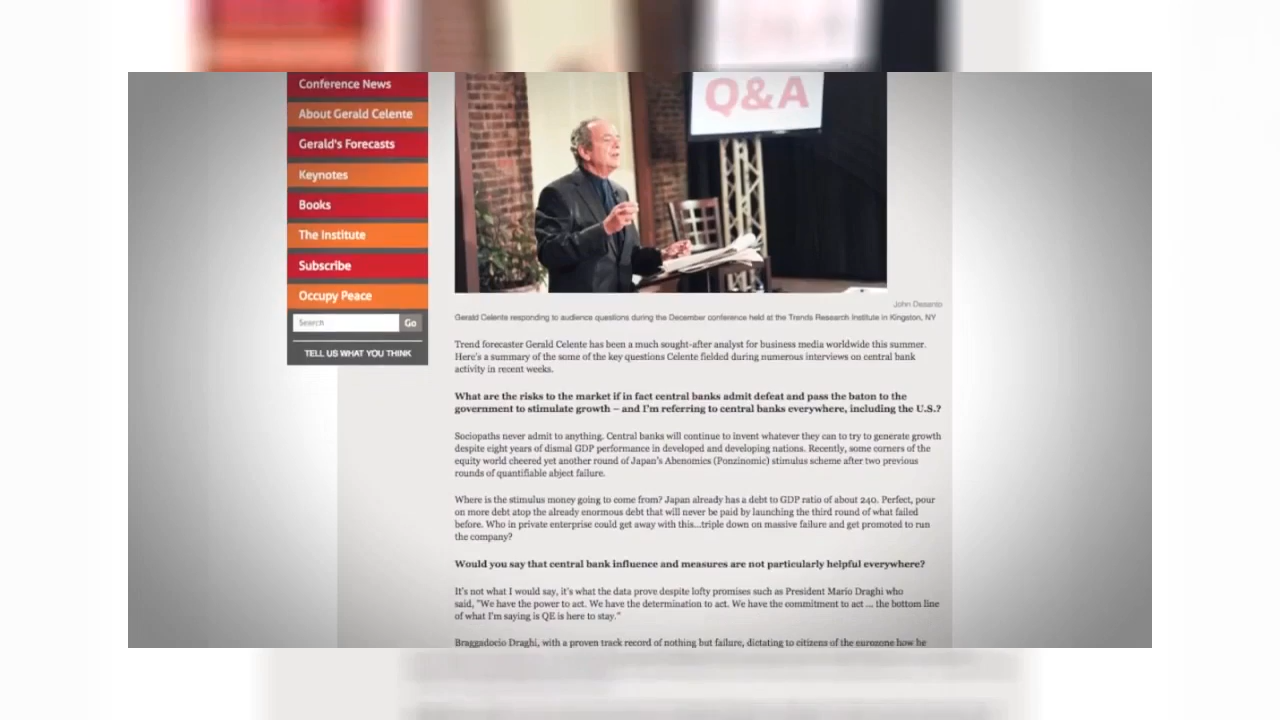 Conference News
About Gerald Celente
Gerald's Forecasts
Keynotes
Books
The Institute
Subscribe
Occupy Peace
Search Go
TELL US WHAT YOU THINK
Q&A
John Desanto
Gerald Celente responding to audience questions during the December conference held at the Trends Research Institute in Kingston, NY
Trend forecaster Gerald Celente has been a much sought-after analyst for business media worldwide this summer.
Here's a summary of the some of the key questions Celente fielded during numerous interviews on central bank
activity in recent weeks.
What are the risks to the market if in fact central banks admit defeat and pass the baton to the
government to stimulate growth – and I'm referring to central banks everywhere, including the U.S.?
Sociopaths never admit to anything. Central banks will continue to invent whatever they can to try to generate growth
despite eight years of dismal GDP performance in developed and developing nations. Recently, some corners of the
equity world cheered yet another round of Japan's Abenomics (Ponzinomic) stimulus scheme after two previous
rounds of quantifiable abject failure.
Where is the stimulus money going to come from? Japan already has a debt to GDP ratio of about 240. Perfect, pour
on more debt atop the already enormous debt that will never be paid by launching the third round of what failed
before. Who in private enterprise could get away with this...triple down on massive failure and get promoted to run
the company?
Would you say that central bank influence and measures are not particularly helpful everywhere?
It's not what I would say, it's what the data prove despite lofty promises such as President Mario Draghi who
said, "We have the power to act. We have the determination to act. We have the commitment to act ... the bottom line
of what I'm saying is QE is here to stay."
Braggadocio Draghi, with a proven track record of nothing but failure, dictating to citizens of the eurozone how he